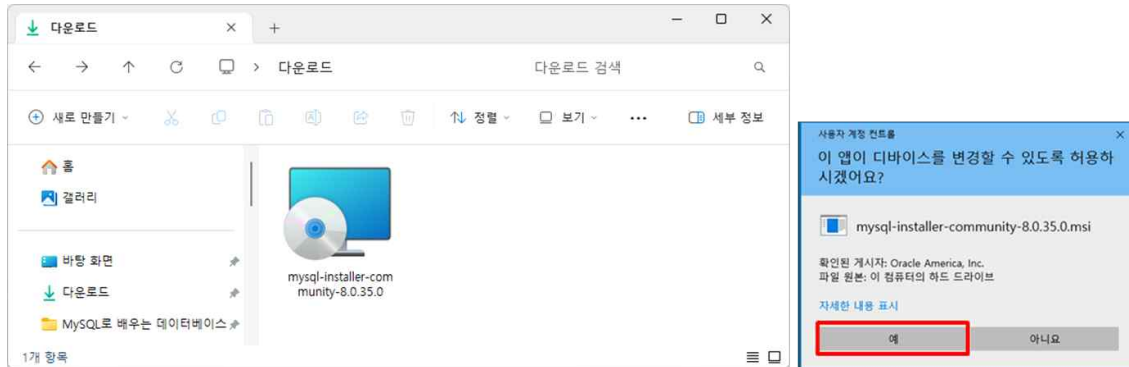 다운로드
다운로드
다운로드 검색
새로 만들기
정렬
보기
세부 정보
홈
갤러리
바탕 화면
다운로드
MySQL로 배우는 데이터베이스
mysql-installer-com
munity-8.0.35.0
1개 항목
사용자 계정 컨트롤
이 앱이 디바이스를 변경할 수 있도록 허용하
시겠어요?
mysql-installer-community-8.0.35.0.msi
확인된 게시자: Oracle America, Inc.
파일 원본: 이 컴퓨터의 하드 드라이브
자세한 내용 표시
예
아니요